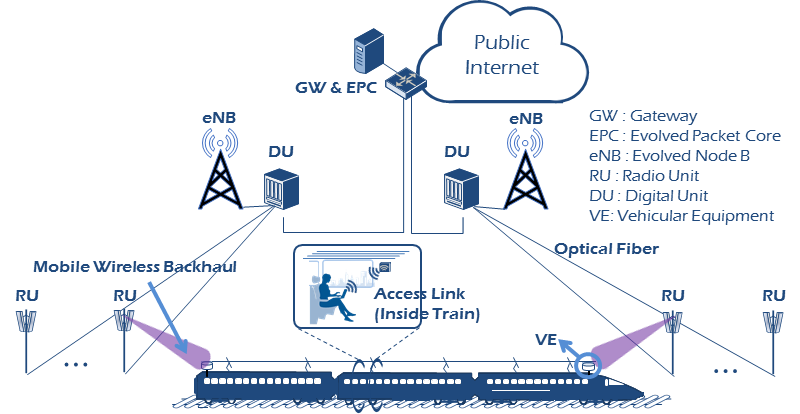 Public
Internet
GW & EPC
eNB
DU
DU
eNB
GW : Gateway
EPC : Evolved Packet Core
eNB : Evolved Node B
RU : Radio Unit
DU : Digital Unit
VE: Vehicular Equipment
Mobile Wireless Backhaul
Optical Fiber
Access Link
(Inside Train)
RU
RU
RU
RU
...
...
VE